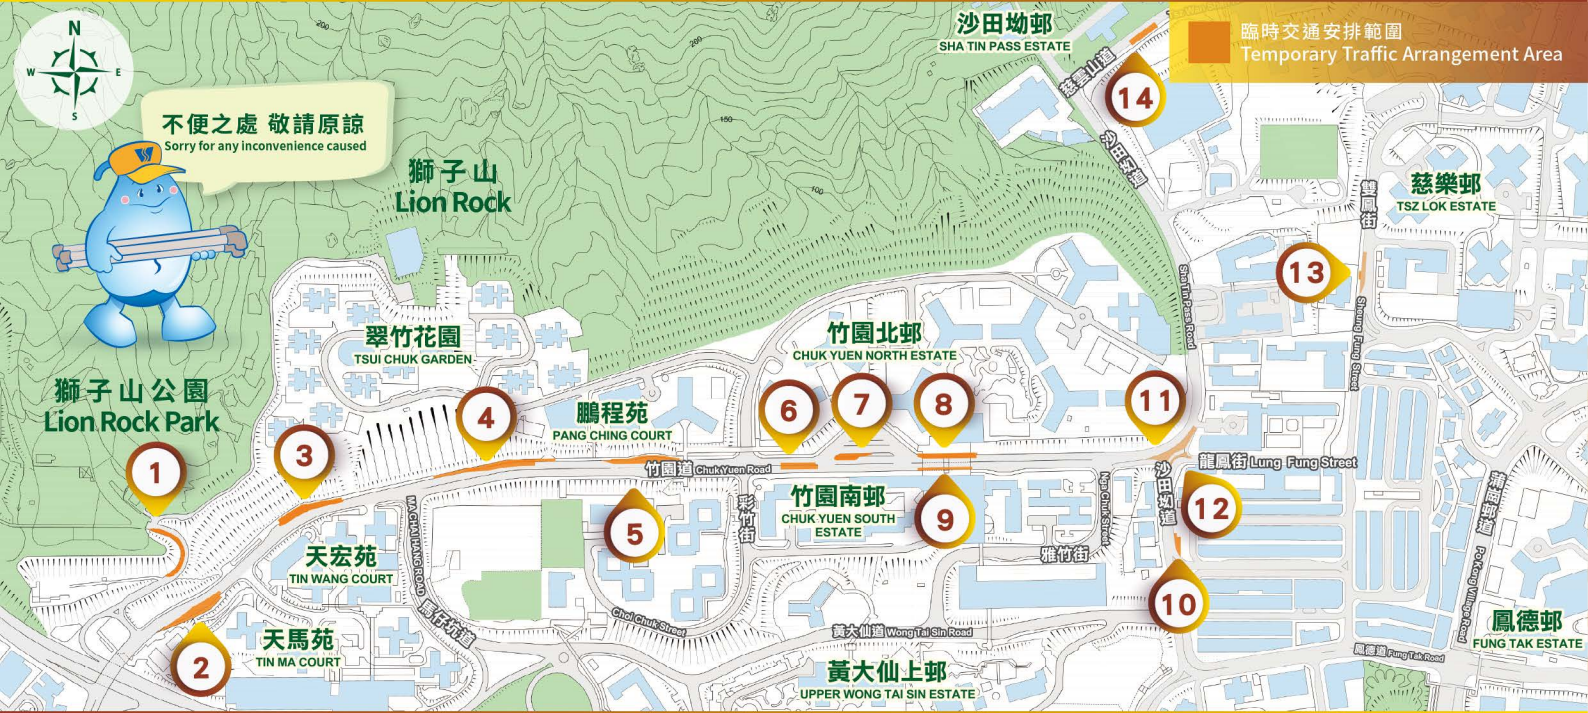 N
W
E
S
不便之處 敬請原諒
Sorry for any inconvenience caused
200
200
150
100
沙田坳邨
SHA TIN PASS ESTATE
臨時交通安排範圍
Temporary Traffic Arrangement Area
慈雲山道
14
沙田坳道
獅子山
Lion Rock
雙鳳街
慈樂邨
TSZ LOK ESTATE
13
Sha Tin Pass Road
Sheung Fung Street
翠竹花園
TSUI CHUK GARDEN
竹園北邨
CHUK YUEN NORTH ESTATE
獅子山公園
Lion Rock Park
1
3
4
鵬程苑
PANG CHING COURT
6
7
8
11
竹園道 Chuk Yuen Road
沙田坳道
龍鳳街 Lung Fung Street
Nga Chuk Street
MA CHAI HANG ROAD
馬仔坑道
5
彩竹街
竹園南邨
CHUK YUEN SOUTH
ESTATE
9
12
雅竹街
蒲崗村道
Po Kong Village Road
天宏苑
TIN WANG COURT
10
2
天馬苑
TIN MA COURT
Choi Chuk Street
黃大仙道 Wong Tai Sin Road
鳳德道 Fung Tak Road
鳳德邨
FUNG TAK ESTATE
黃大仙上邨
UPPER WONG TAI SIN ESTATE